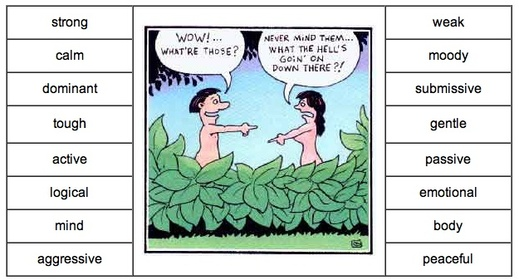 strong
calm
dominant
tough
active
logical
mind
aggressive
WOW!...
WHAT'RE THOSE?
NEVER MIND THEM...
WHAT THE HELL'S
GOIN' ON
DOWN THERE?!
weak
moody
submissive
gentle
passive
emotional
body
peaceful